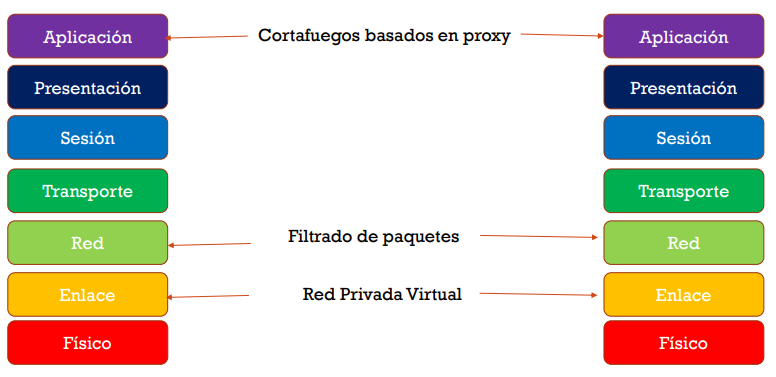 Aplicación
Cortafuegos basados en proxy
Aplicación
Presentación
Presentación
Sesión
Sesión
Transporte
Transporte
Red
Filtrado de paquetes
Red
Enlace
Red Privada Virtual
Enlace
Físico
Físico